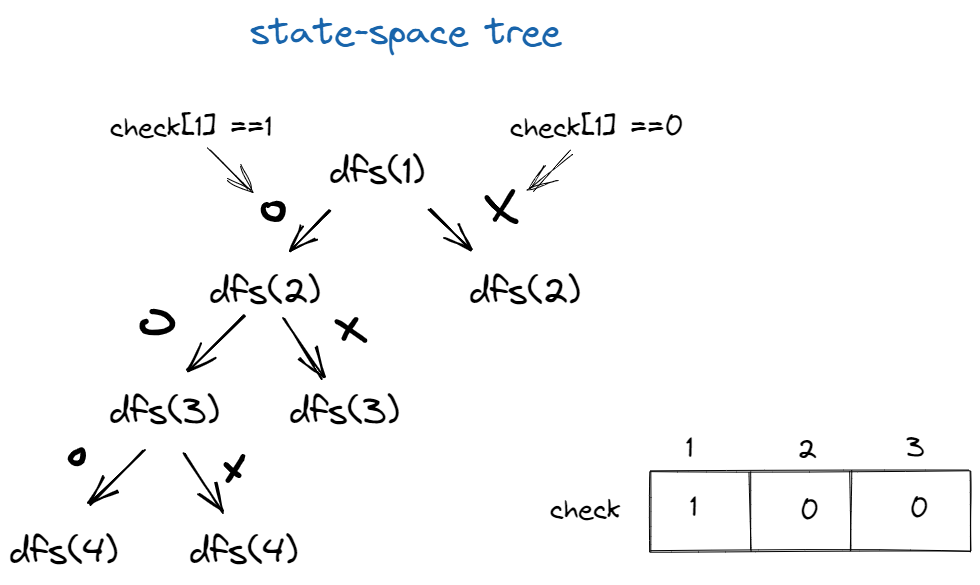 state-space tree
check[1] ==1
check[1] ==0
dfs(1)
O X
dfs(2) dfs(2)
O X
dfs(3) dfs(3)
O X
dfs(4) dfs(4)
1 2 3
check 1 0 0